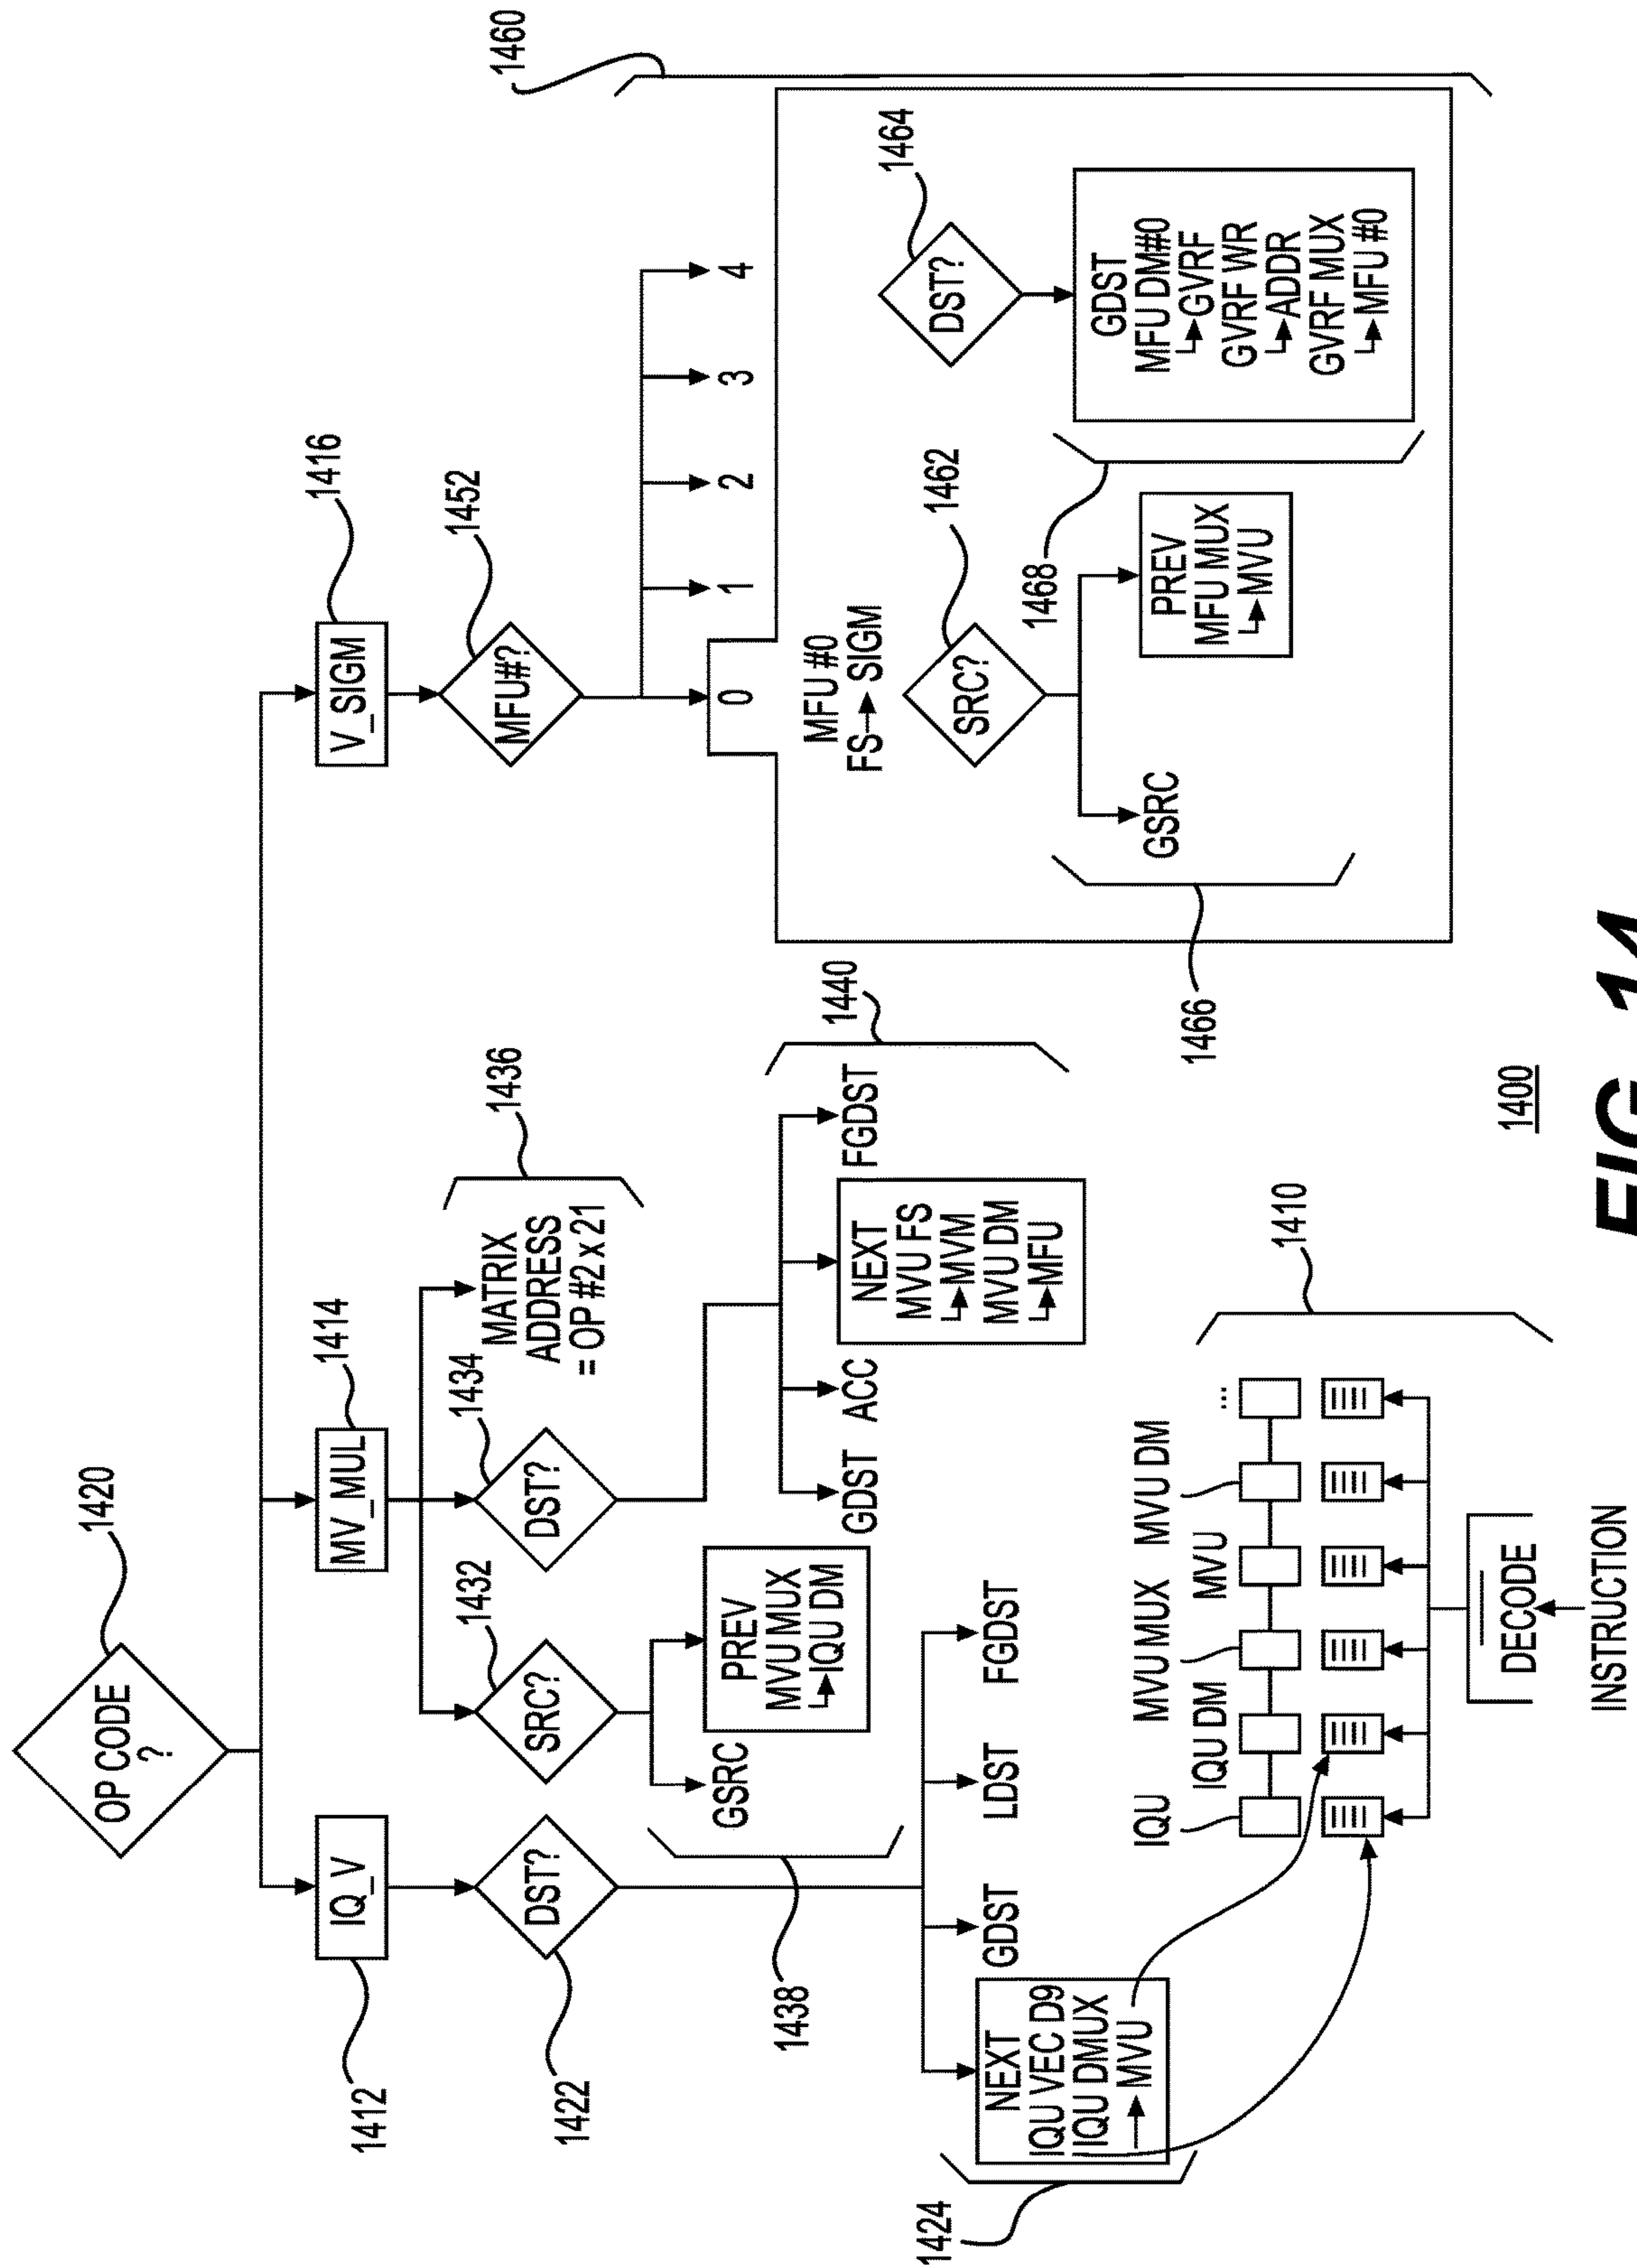 1420
OP CODE
?
1412
IQ_V
1414
MV_MUL
1416
V_SIGM
1422
DST?
1432
SRC?
1434
DST?
1436
MATRIX
ADDRESS
= OP #2 x 21
1452
MFU#?
0
1
2
3
4
1460
1438
GSRC
PREV
MVU MUX
IQU DM
1440
GDST
ACC
NEXT
MVU FS
MVM
MVU DM
MFU
FGDST
MFU #0
FS
SIGM
1462
SRC?
1464
DST?
1466
GSRC
PREV
MFU MUX
MVU
1468
GDST
MFU DM#0
GVRF
GVRF WR
ADDR
GVRF MUX
MFU #0
1424
NEXT
IQU VEC D9
IQU DMUX
MVU
GDST
LDST
FGDST
1410
IQU
IQU DM
MVU MUX
MVU
MVU DM
...
DECODE
INSTRUCTION
1400
FIG. 14